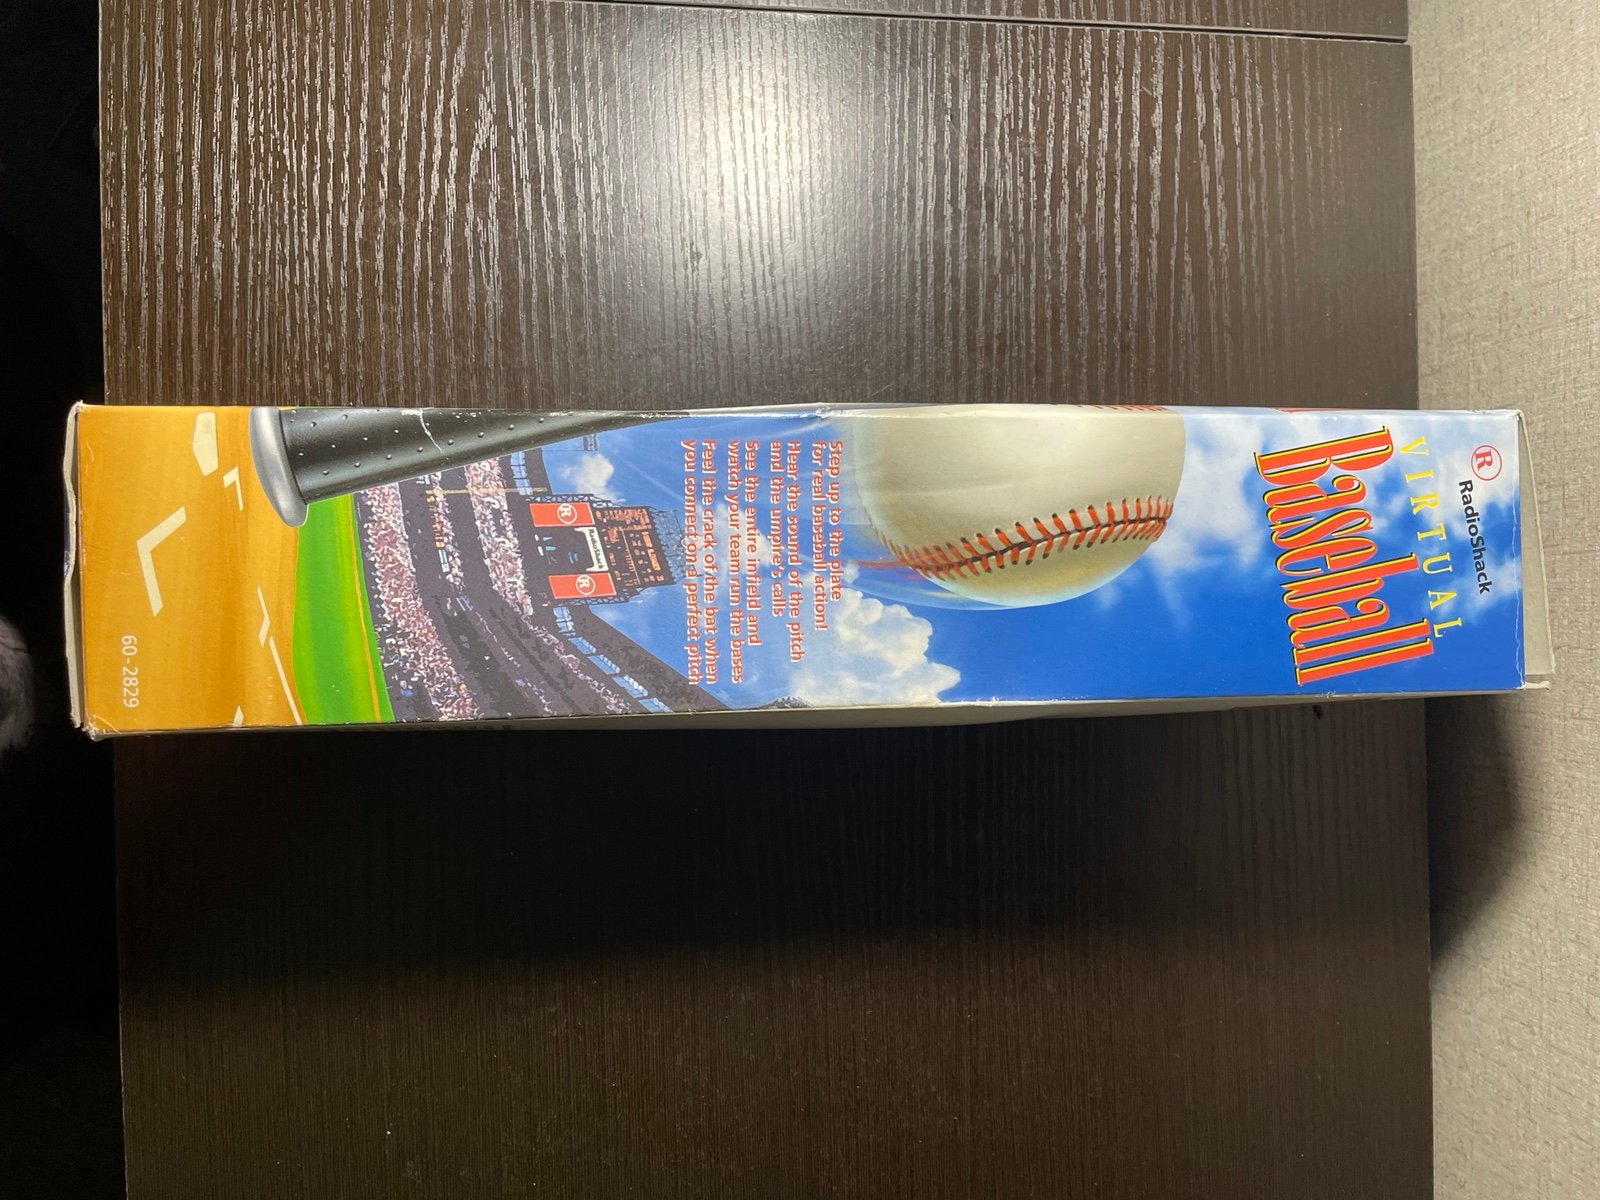 RadioShack
VIRTUAL
Baseball
Step up to the plate
for real baseball action!
Hear the sound of the pitch
and the umpire's calls
See the entire infield and
watch your team run the bases
Feel the crack of the bat when
you connect on a perfect pitch
RadioShack
60-2829